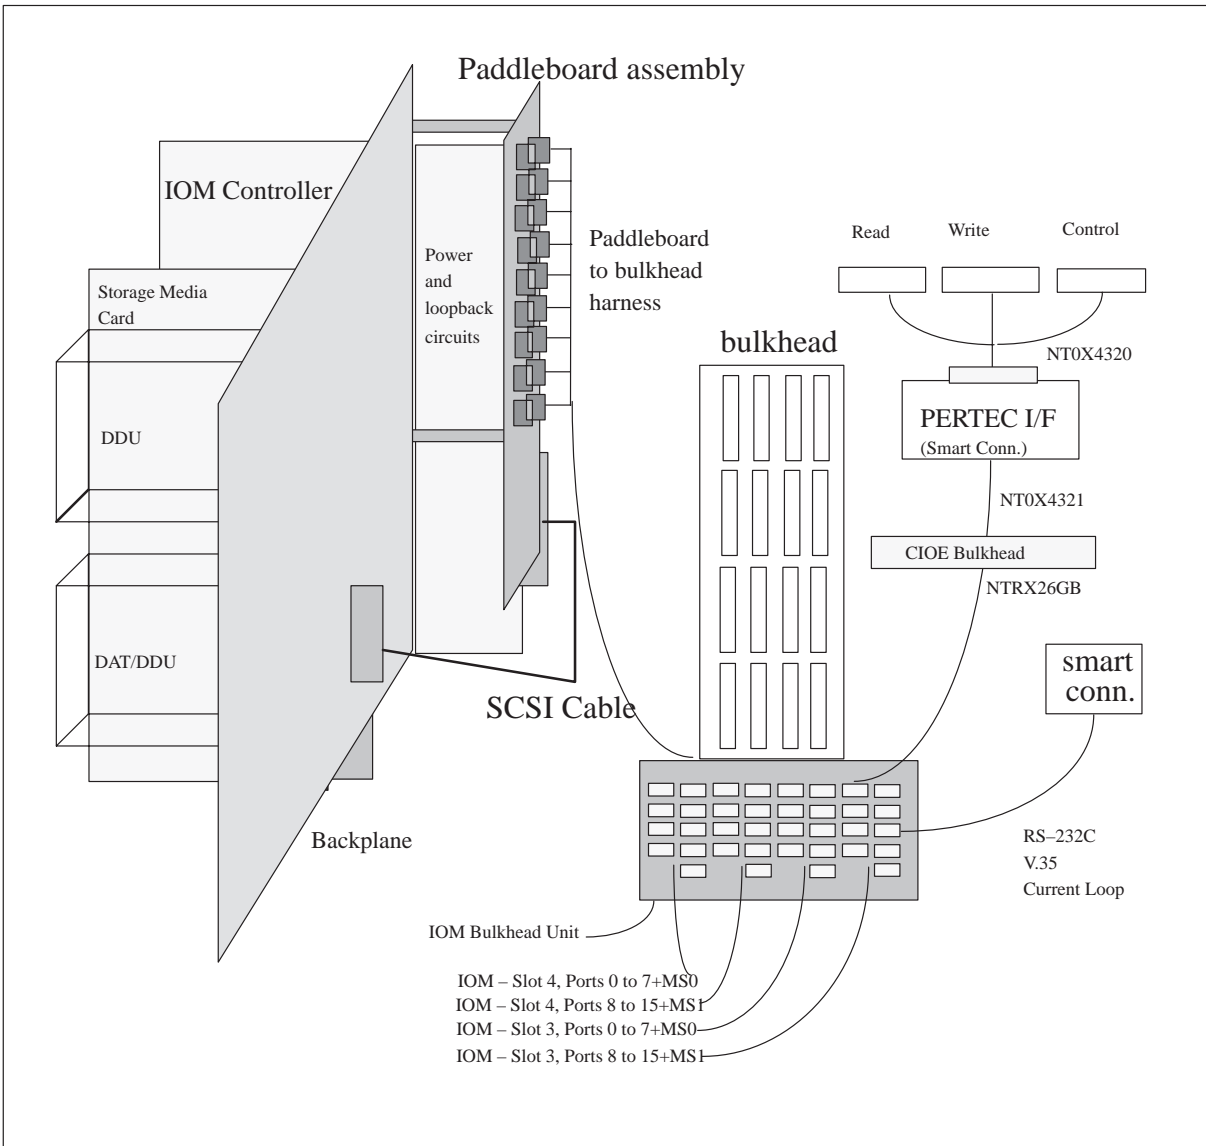 Paddleboard assembly
IOM Controller
Storage Media
Card
DDU
DAT/DDU
Power
and
loopback
circuits
Paddleboard
to bulkhead
harness
SCSI Cable
Backplane
bulkhead
Read
Write
Control
NT0X4320
PERTEC I/F
(Smart Conn.)
NT0X4321
CIOE Bulkhead
NTRX26GB
smart
conn.
RS–232C
V.35
Current Loop
IOM Bulkhead Unit
IOM – Slot 4, Ports 0 to 7+MS0
IOM – Slot 4, Ports 8 to 15+MS1
IOM – Slot 3, Ports 0 to 7+MS0
IOM – Slot 3, Ports 8 to 15+MS1